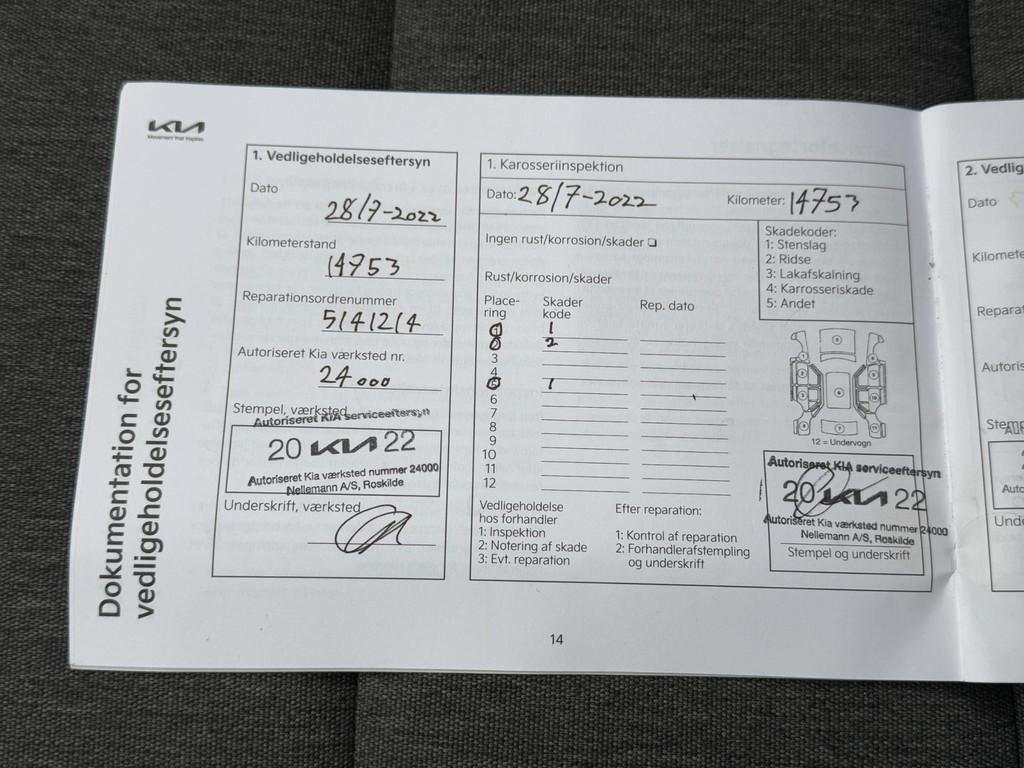 KIA
Movement that inspires
Dokumentation for
vedligeholdelseseftersyn
1. Vedligeholdelseseftersyn
Dato
28/7-2022
Kilometerstand
14753
Reparationsordrenummer
5141214
Autoriseret Kia værksted nr.
24000
Stempel, værksted
Autoriseret KIA serviceeftersyn
20 KIA 22
Autoriseret Kia værksted nummer 24000
Nellemann A/S, Roskilde
Underskrift, værksted
1. Karosseriinspektion
Dato: 28/7-2022 Kilometer: 14753
Ingen rust/korrosion/skader
Rust/korrosion/skader
Place-
ring
Skader
kode
Rep. dato
1 1
2 2
3
4
5 1
6
7
8
9
10
11
12
Skadekoder:
1: Stenslag
2: Ridse
3: Lakafskalning
4: Karrosseriskade
5: Andet
12 = Undervogn
Vedligeholdelse
hos forhandler
1: Inspektion
2: Notering af skade
3: Evt. reparation
Efter reparation:
1: Kontrol af reparation
2: Forhandlerafstempling
og underskrift
Autoriseret KIA serviceeftersyn
20 KIA 22
Autoriseret Kia værksted nummer 24000
Nellemann A/S, Roskilde
Stempel og underskrift
14
2. Vedlig
Dato
Kilomete
Reparat
Autoris
Stemp
Auto
Unde